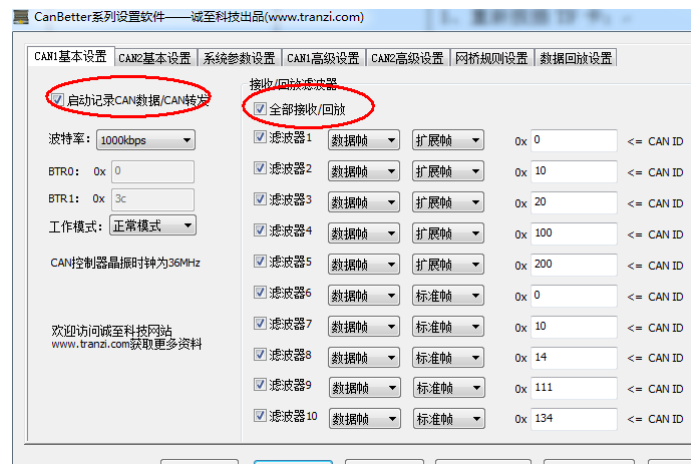 CanBetter系列设置软件——诚至科技出品(www.tranzi.com)
CAN1基本设置 CAN2基本设置 系统参数设置 CAN1高级设置 CAN2高级设置 网桥规则设置 数据回放设置
接收/回放滤波器
启动记录CAN数据/CAN转发
全部接收/回放
波特率: 1000kbps
滤波器1 数据帧 扩展帧 0x 0 <= CAN ID
BTR0: 0x 0
滤波器2 数据帧 扩展帧 0x 10 <= CAN ID
BTR1: 0x 3c
滤波器3 数据帧 扩展帧 0x 20 <= CAN ID
工作模式: 正常模式
滤波器4 数据帧 扩展帧 0x 100 <= CAN ID
CAN控制器晶振时钟为36MHz
滤波器5 数据帧 扩展帧 0x 200 <= CAN ID
滤波器6 数据帧 标准帧 0x 0 <= CAN ID
欢迎访问诚至科技网站
www.tranzi.com获取更多资料
滤波器7 数据帧 标准帧 0x 10 <= CAN ID
滤波器8 数据帧 标准帧 0x 14 <= CAN ID
滤波器9 数据帧 标准帧 0x 111 <= CAN ID
滤波器10 数据帧 标准帧 0x 134 <= CAN ID